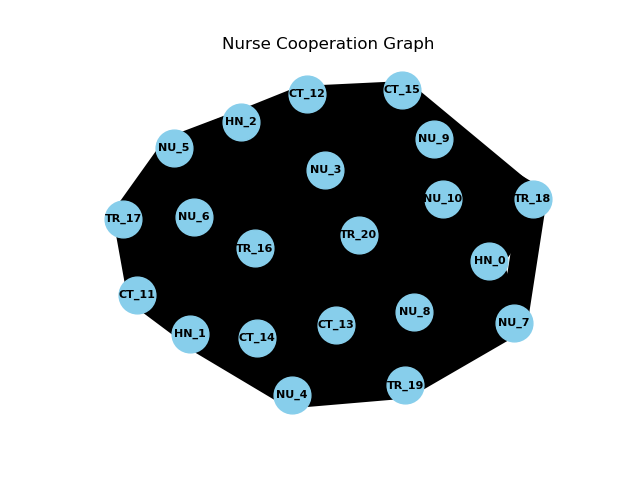 Nurse Cooperation Graph
CT_15
CT_12
HN_2
NU_9
NU_5
NU_3
NU_10
TR_18
NU_6
TR_17
TR_20
TR_16
HN_0
CT_11
NU_8
NU_7
CT_13
HN_1
CT_14
TR_19
NU_4